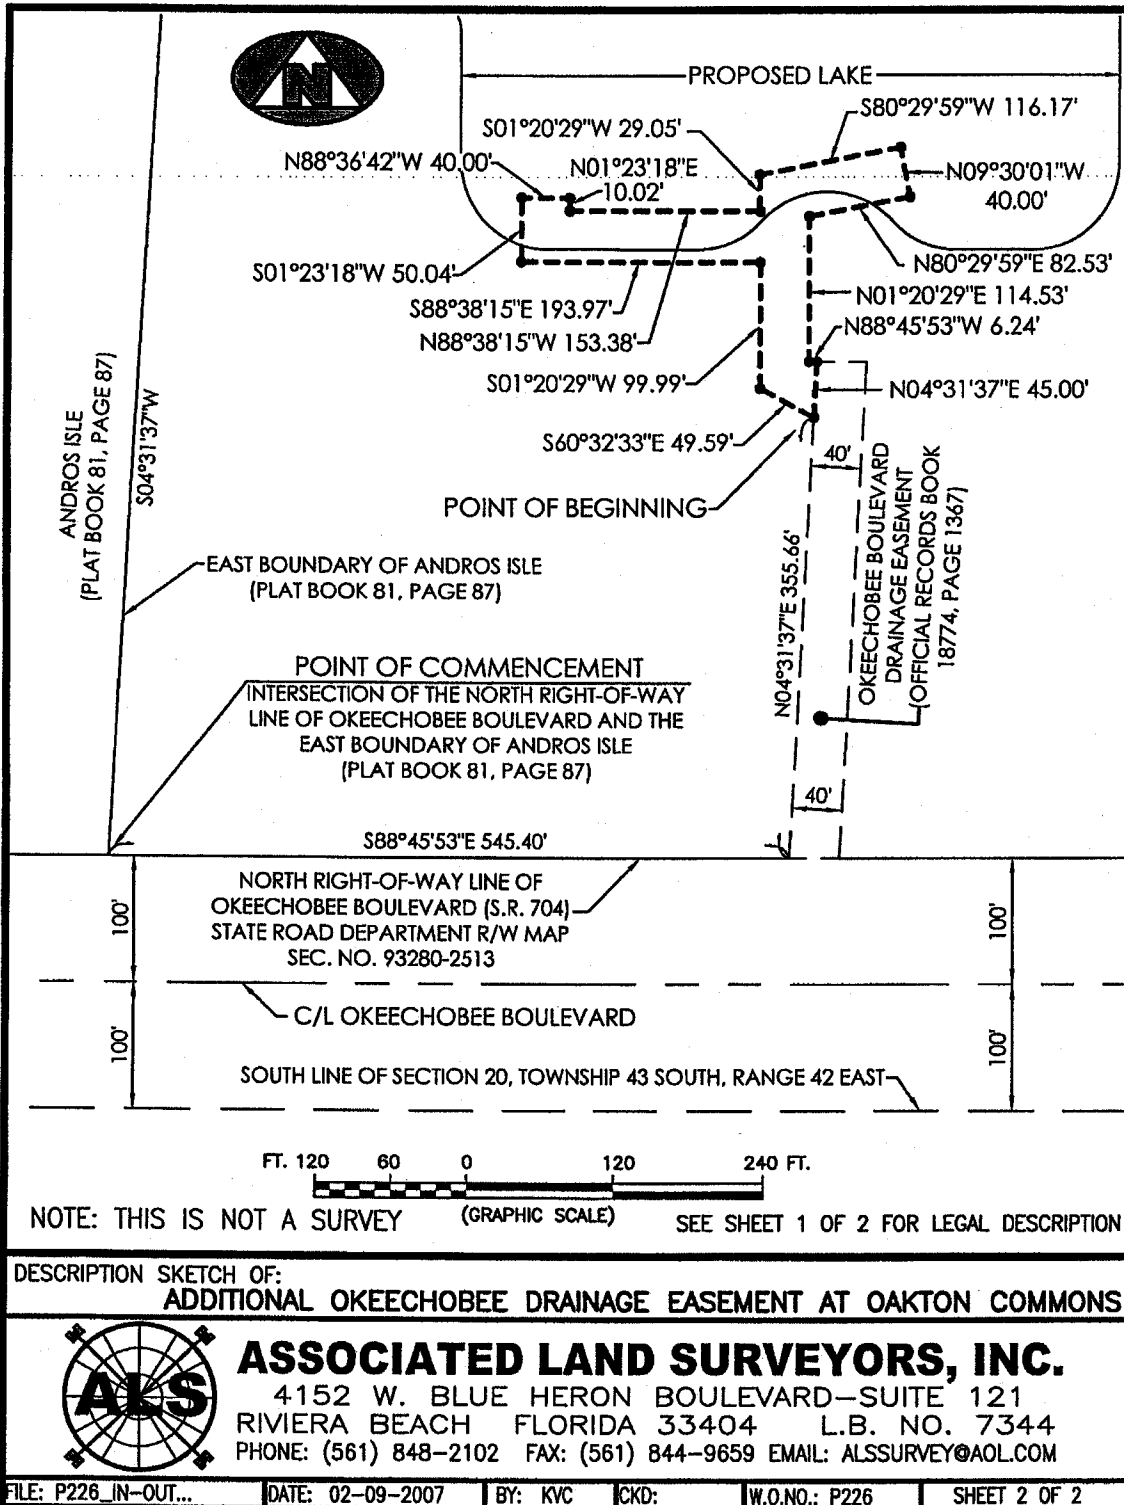 N
PROPOSED LAKE
S80°29'59"W 116.17'
S01°20'29"W 29.05'
N88°36'42"W 40.00'
N01°23'18"E
10.02'
N09°30'01"W
40.00'
S01°23'18"W 50.04'
N80°29'59"E 82.53'
S88°38'15"E 193.97'
N01°20'29"E 114.53'
N88°38'15"W 153.38'
N88°45'53"W 6.24'
S01°20'29"W 99.99'
N04°31'37"E 45.00'
S60°32'33"E 49.59'
40'
POINT OF BEGINNING
ANDROS ISLE
(PLAT BOOK 81, PAGE 87)
S04°31'37"W
EAST BOUNDARY OF ANDROS ISLE
(PLAT BOOK 81, PAGE 87)
N04°31'37"E 355.66'
OKEECHOBEE BOULEVARD
DRAINAGE EASEMENT
(OFFICIAL RECORDS BOOK
18774, PAGE 1367)
POINT OF COMMENCEMENT
INTERSECTION OF THE NORTH RIGHT-OF-WAY
LINE OF OKEECHOBEE BOULEVARD AND THE
EAST BOUNDARY OF ANDROS ISLE
(PLAT BOOK 81, PAGE 87)
40'
S88°45'53"E 545.40'
100'
NORTH RIGHT-OF-WAY LINE OF
OKEECHOBEE BOULEVARD (S.R. 704)
STATE ROAD DEPARTMENT R/W MAP
SEC. NO. 93280-2513
100'
C/L OKEECHOBEE BOULEVARD
100'
100'
SOUTH LINE OF SECTION 20, TOWNSHIP 43 SOUTH, RANGE 42 EAST
FT. 120 60 0 120 240 FT.
(GRAPHIC SCALE)
NOTE: THIS IS NOT A SURVEY
SEE SHEET 1 OF 2 FOR LEGAL DESCRIPTION
DESCRIPTION SKETCH OF:
ADDITIONAL OKEECHOBEE DRAINAGE EASEMENT AT OAKTON COMMONS
ALS
ASSOCIATED LAND SURVEYORS, INC.
4152 W. BLUE HERON BOULEVARD-SUITE 121
RIVIERA BEACH FLORIDA 33404 L.B. NO. 7344
PHONE: (561) 848-2102 FAX: (561) 844-9659 EMAIL: ALSSURVEY@AOL.COM
FILE: P226_IN-OUT... DATE: 02-09-2007 BY: KVC CKD: W.O.NO.: P226 SHEET 2 OF 2